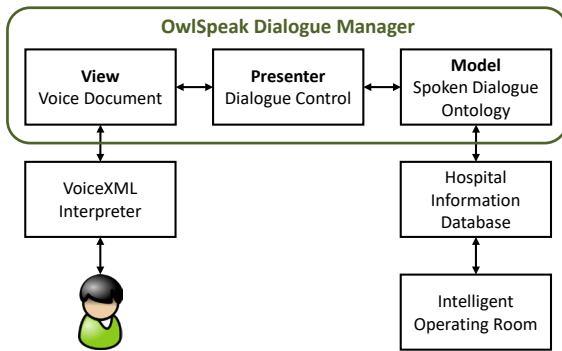 OwlSpeak Dialogue Manager
View
Voice Document
Presenter
Dialogue Control
Model
Spoken Dialogue
Ontology
VoiceXML
Interpreter
Hospital
Information
Database
Intelligent
Operating Room